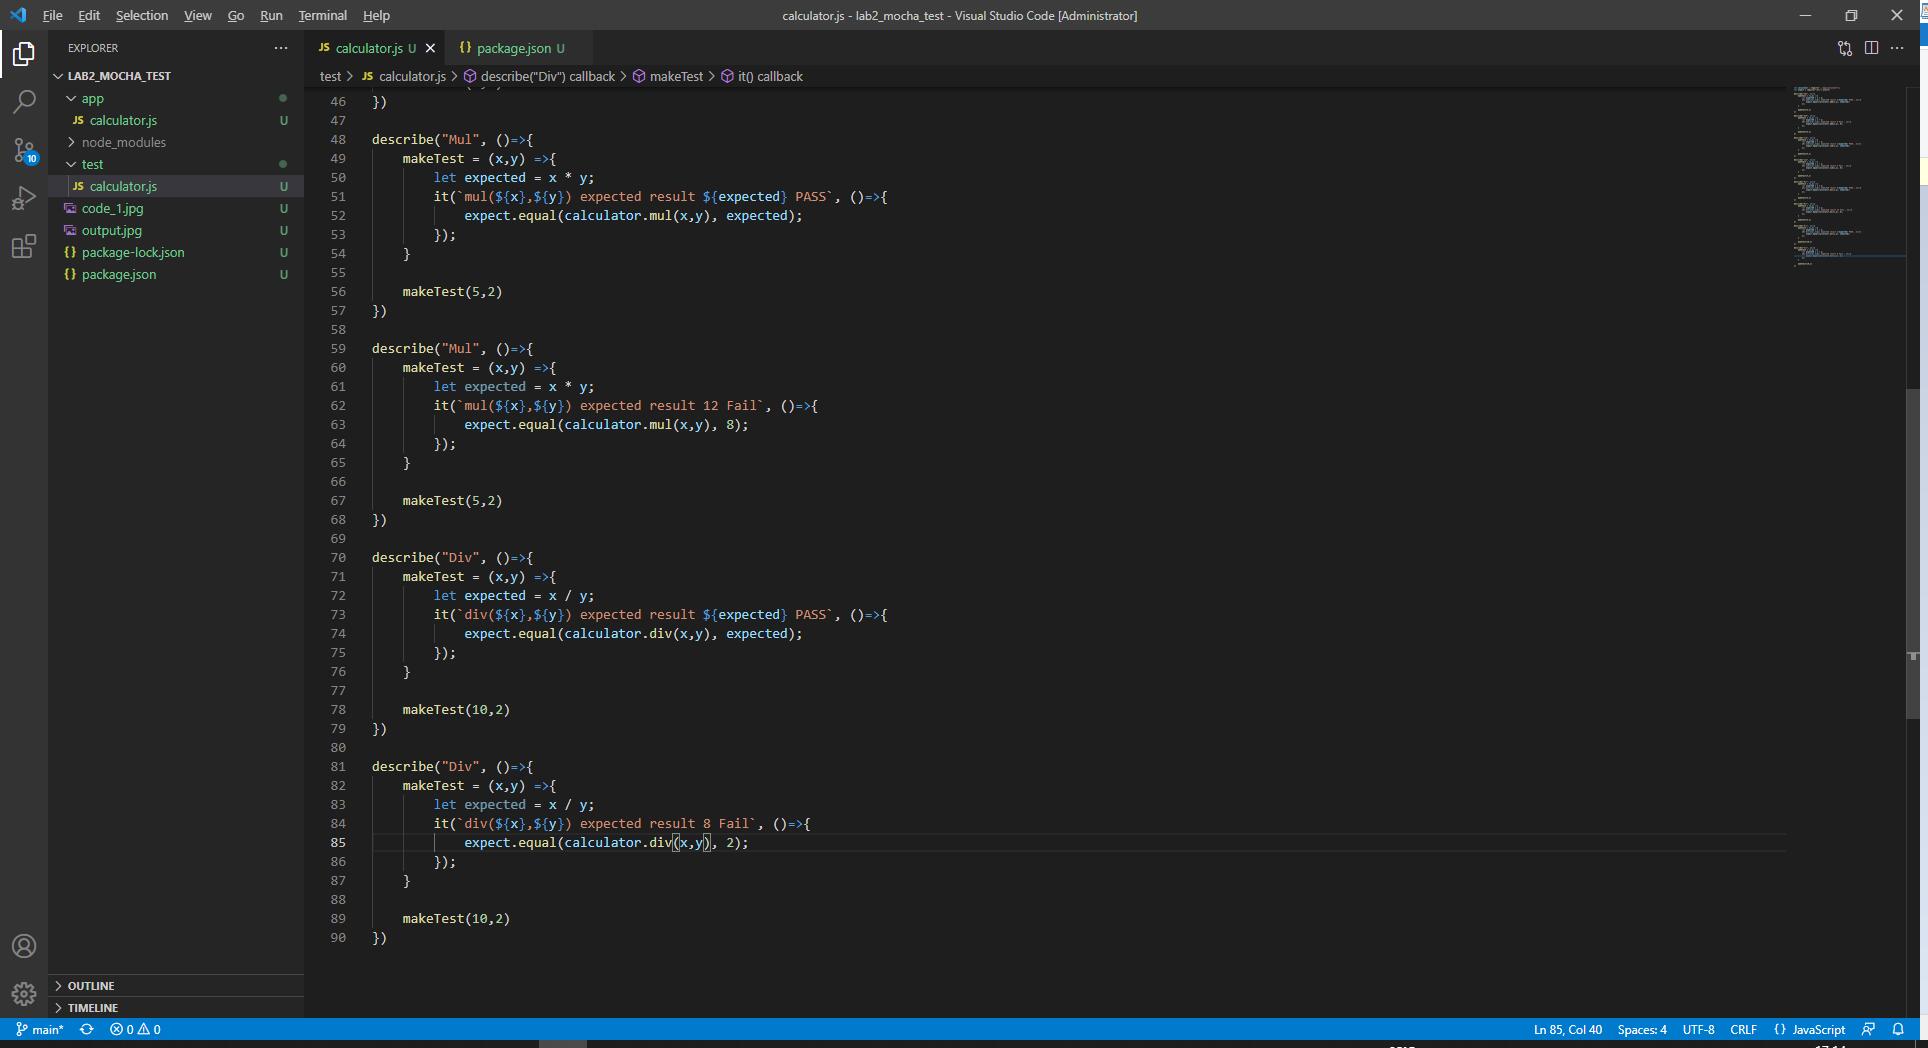 File Edit Selection View Go Run Terminal Help
calculator.js - lab2_mocha_test - Visual Studio Code [Administrator]
EXPLORER
LAB2_MOCHA_TEST
app
JS calculator.js U
node_modules
test
JS calculator.js U
code_1.jpg U
output.jpg U
{} package-lock.json U
{} package.json U
OUTLINE
TIMELINE
10
JS calculator.js U
{} package.json U
test > JS calculator.js > describe("Div") callback > makeTest > it() callback
46 })
47
48 describe("Mul", ()=>{
49 makeTest = (x,y) =>{
50 let expected = x * y;
51 it(`mul(${x},${y}) expected result ${expected} PASS`, ()=>{
52 expect.equal(calculator.mul(x,y), expected);
53 });
54 }
55
56 makeTest(5,2)
57 })
58
59 describe("Mul", ()=>{
60 makeTest = (x,y) =>{
61 let expected = x * y;
62 it(`mul(${x},${y}) expected result 12 Fail`, ()=>{
63 expect.equal(calculator.mul(x,y), 8);
64 });
65 }
66
67 makeTest(5,2)
68 })
69
70 describe("Div", ()=>{
71 makeTest = (x,y) =>{
72 let expected = x / y;
73 it(`div(${x},${y}) expected result ${expected} PASS`, ()=>{
74 expect.equal(calculator.div(x,y), expected);
75 });
76 }
77
78 makeTest(10,2)
79 })
80
81 describe("Div", ()=>{
82 makeTest = (x,y) =>{
83 let expected = x / y;
84 it(`div(${x},${y}) expected result 8 Fail`, ()=>{
85 expect.equal(calculator.div(x,y), 2);
86 });
87 }
88
89 makeTest(10,2)
90 })
main* 0 0
Ln 85, Col 40 Spaces: 4 UTF-8 CRLF {} JavaScript